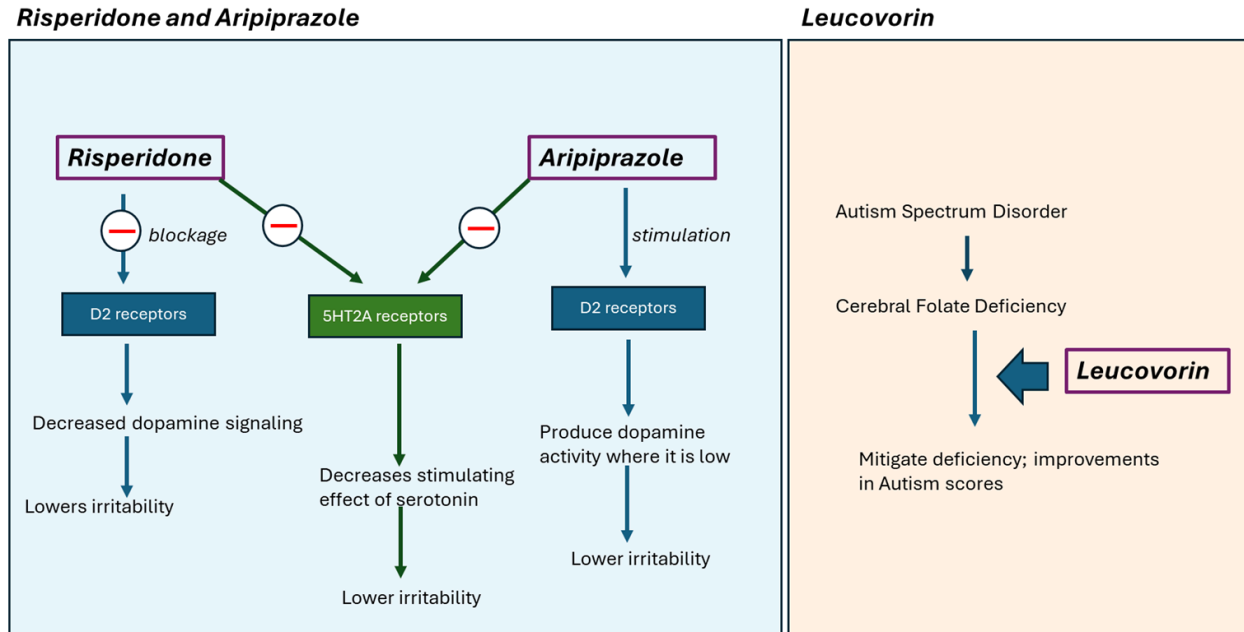 Risperidone and Aripiprazole
Leucovorin
Risperidone
Aripiprazole
blockage
stimulation
D2 receptors
5HT2A receptors
D2 receptors
Decreased dopamine signaling
Lowers irritability
Decreases stimulating
effect of serotonin
Lower irritability
Produce dopamine
activity where it is low
Lower irritability
Autism Spectrum Disorder
Cerebral Folate Deficiency
Leucovorin
Mitigate deficiency; improvements
in Autism scores